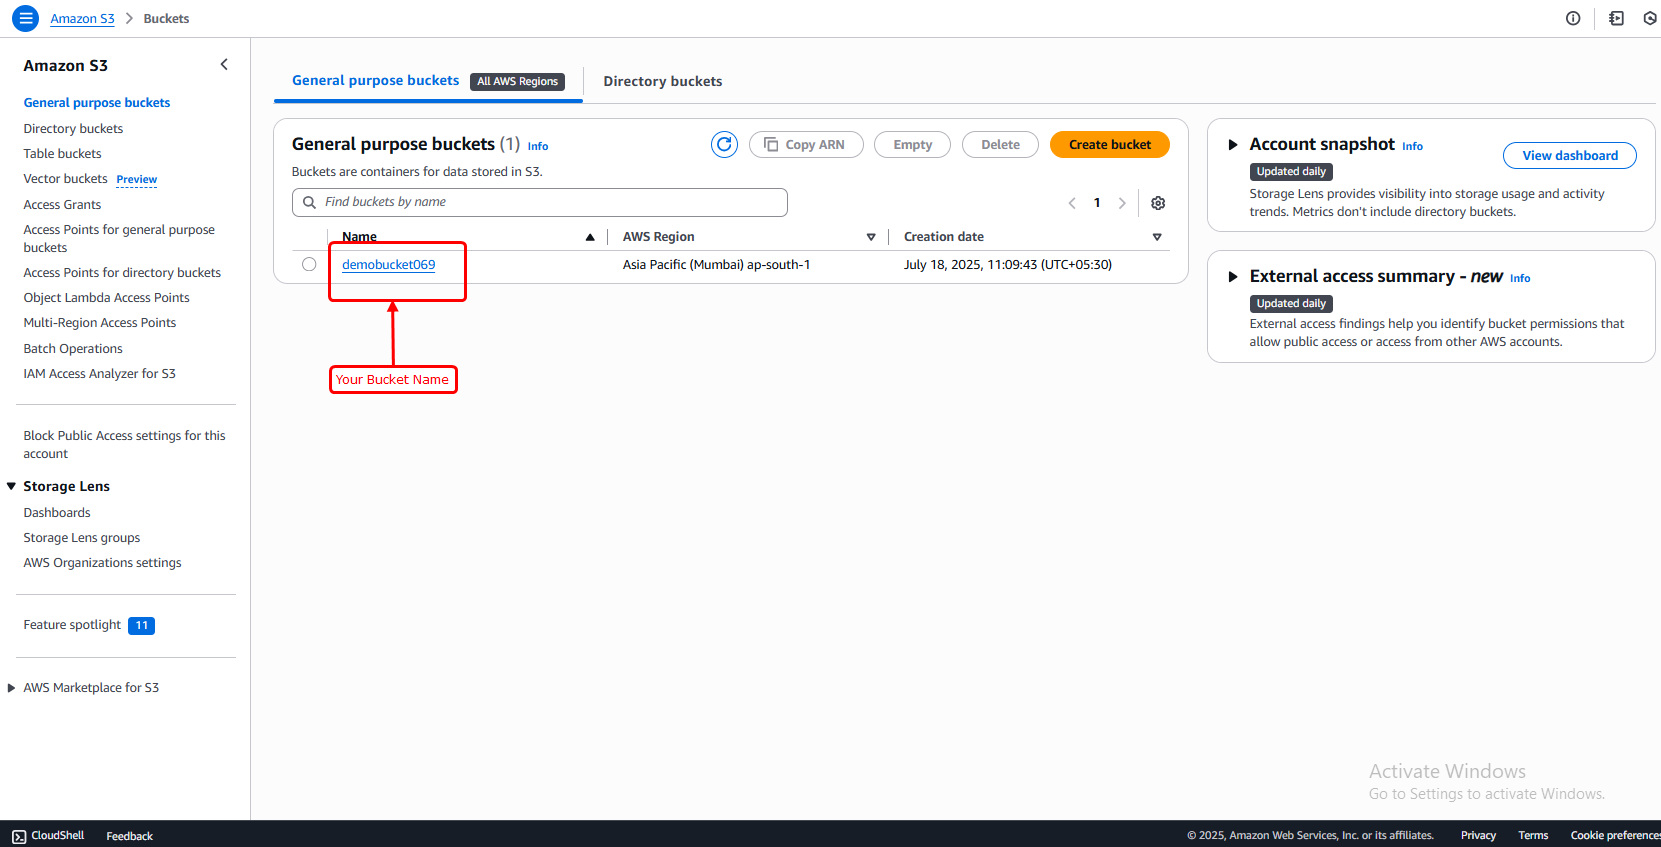 Amazon S3 > Buckets
Amazon S3
General purpose buckets
Directory buckets
Table buckets
Vector buckets Preview
Access Grants
Access Points for general purpose
buckets
Access Points for directory buckets
Object Lambda Access Points
Multi-Region Access Points
Batch Operations
IAM Access Analyzer for S3
Block Public Access settings for this
account
Storage Lens
Dashboards
Storage Lens groups
AWS Organizations settings
Feature spotlight 11
AWS Marketplace for S3
General purpose buckets All AWS Regions Directory buckets
General purpose buckets (1) Info
Copy ARN Empty Delete Create bucket
Buckets are containers for data stored in S3.
Find buckets by name
1
Name AWS Region Creation date
demobucket069 Asia Pacific (Mumbai) ap-south-1 July 18, 2025, 11:09:43 (UTC+05:30)
Your Bucket Name
Account snapshot Info
View dashboard
Updated daily
Storage Lens provides visibility into storage usage and activity
trends. Metrics don't include directory buckets.
External access summary - new Info
Updated daily
External access findings help you identify bucket permissions that
allow public access or access from other AWS accounts.
Activate Windows
Go to Settings to activate Windows.
CloudShell Feedback © 2025, Amazon Web Services, Inc. or its affiliates. Privacy Terms Cookie preferences